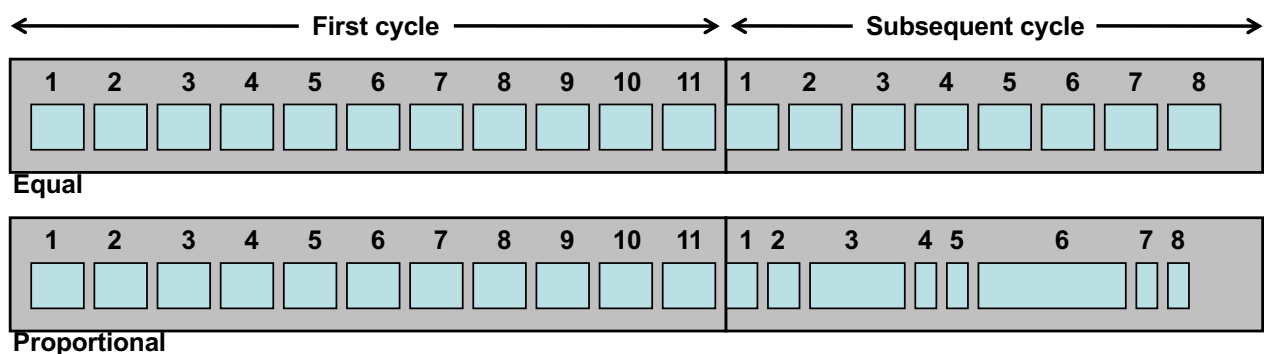 First cycle Subsequent cycle
1 2 3 4 5 6 7 8 9 10 11 1 2 3 4 5 6 7 8
Equal
1 2 3 4 5 6 7 8 9 10 11 1 2 3 4 5 6 7 8
Proportional